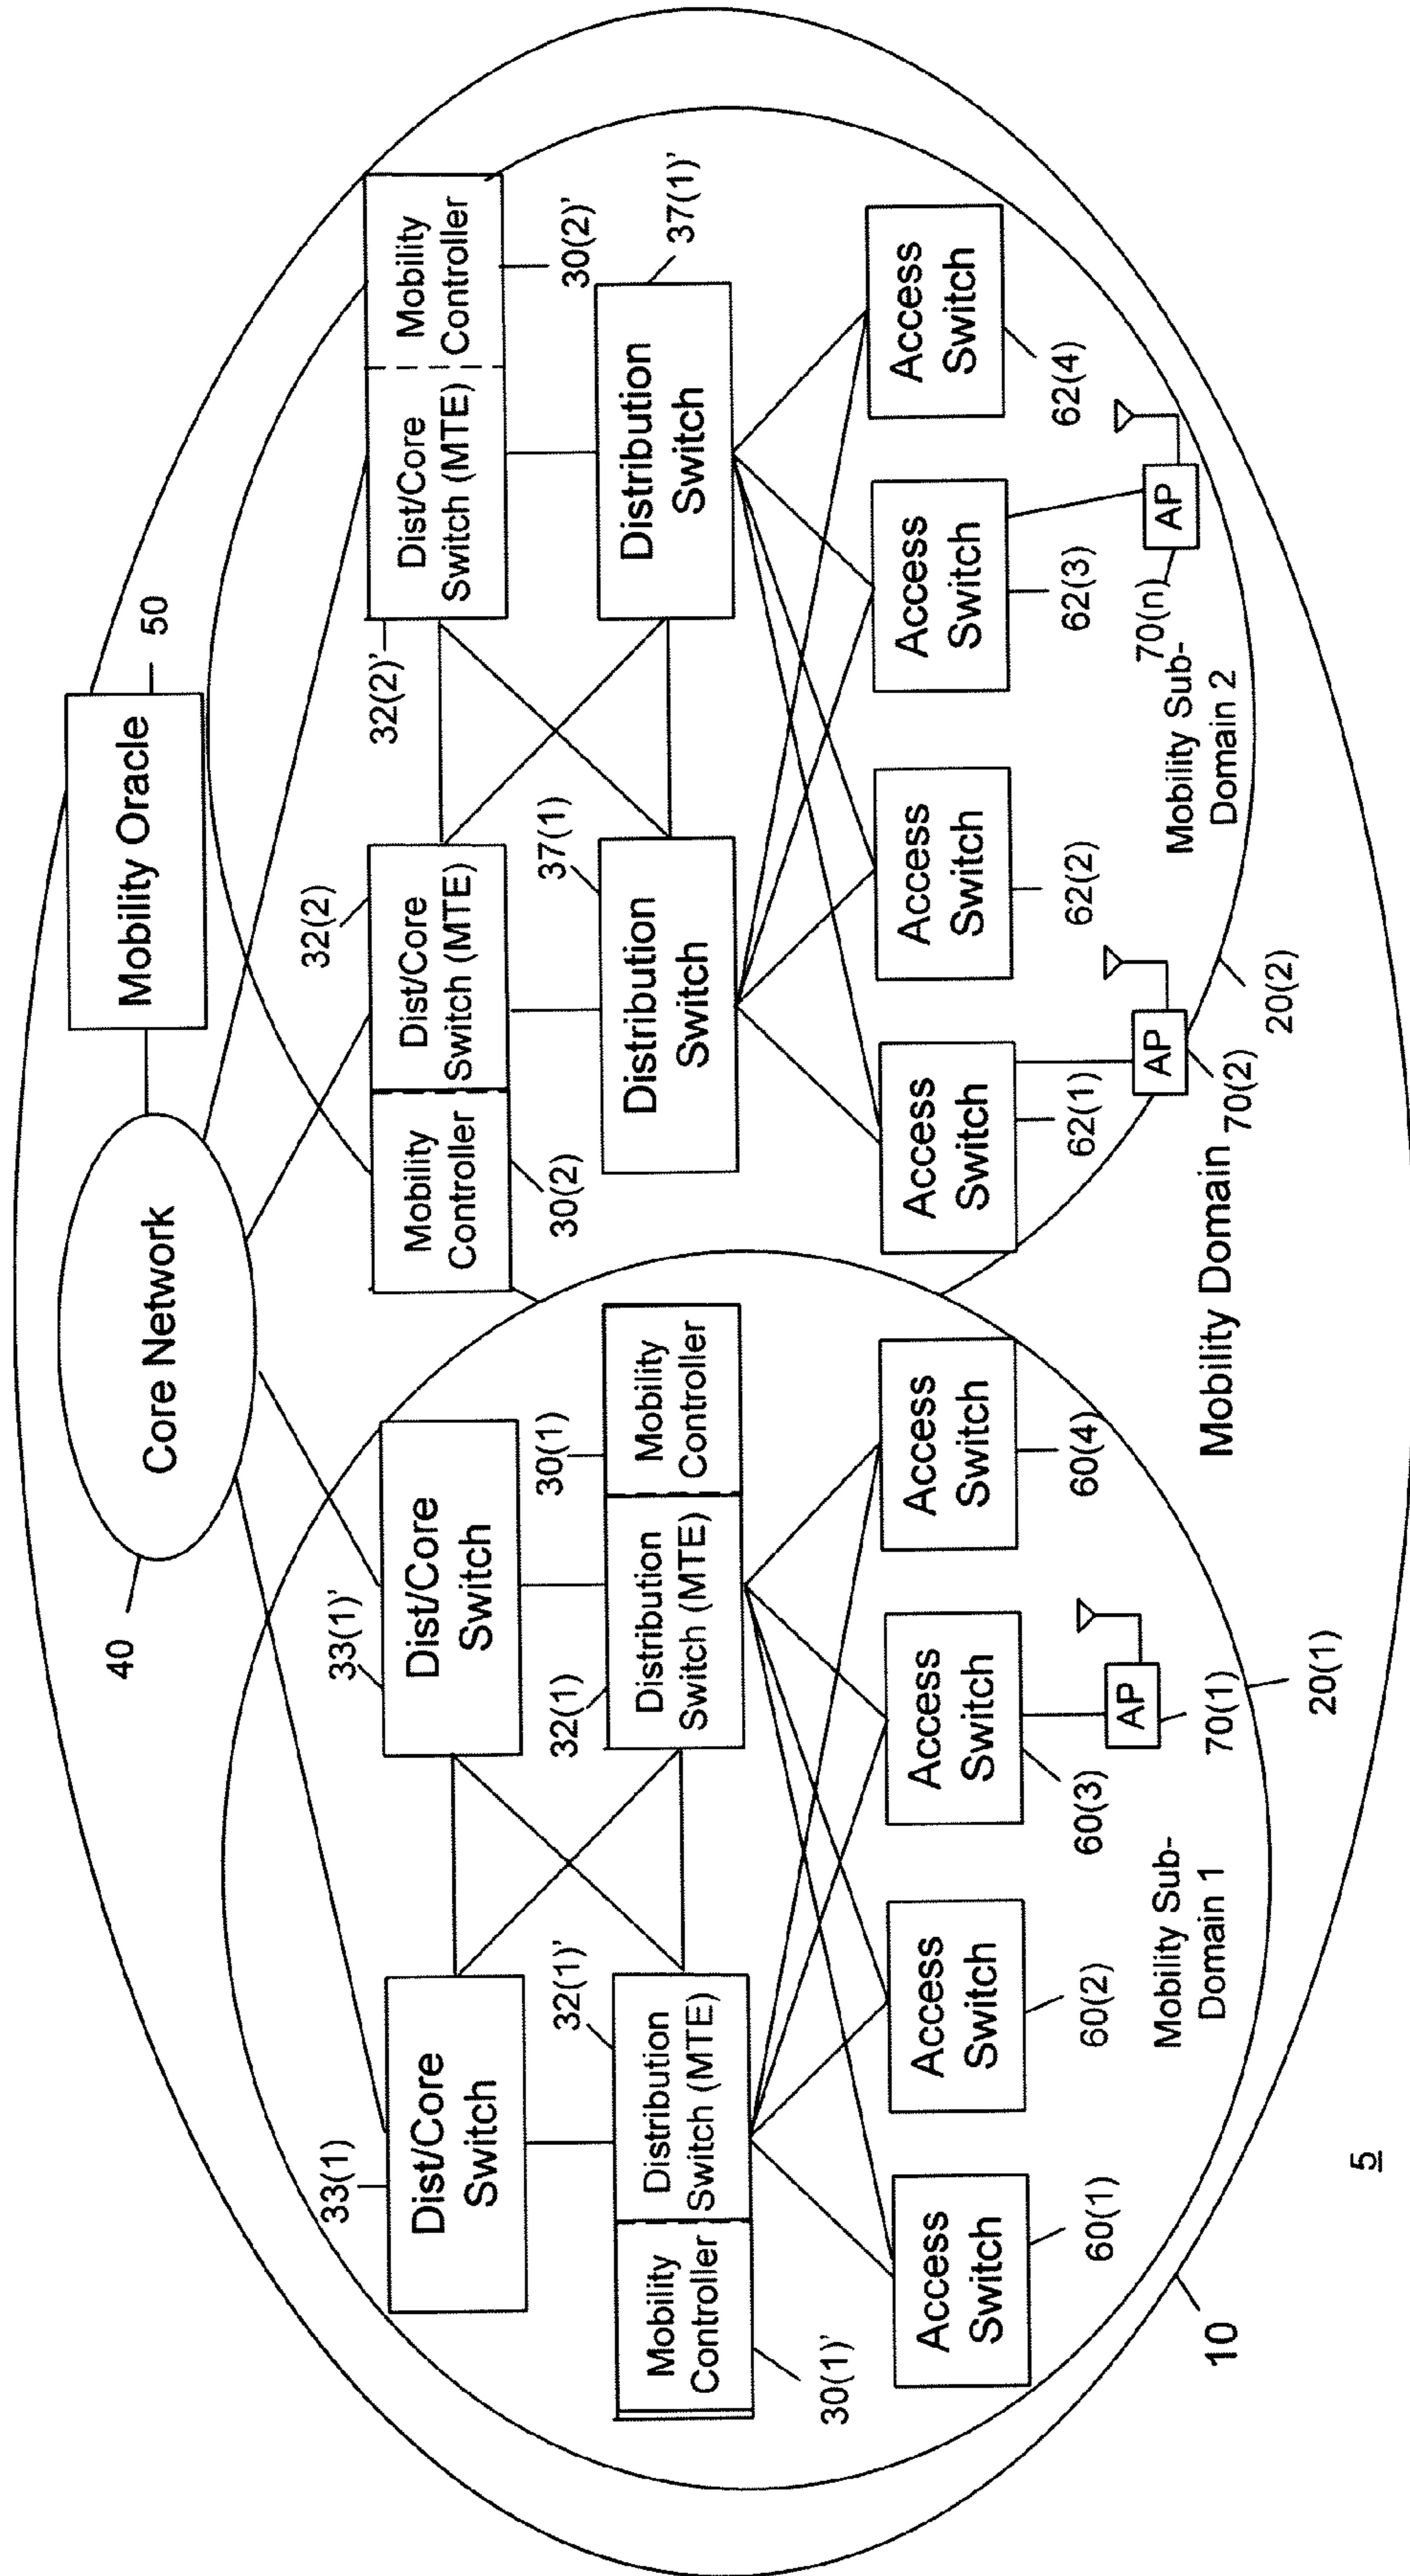 Mobility Oracle
50
Core Network
40
33(1)
Dist/Core
Switch
33(1)'
Dist/Core
Switch
32(2)
Mobility
Controller
Dist/Core
Switch (MTE)
30(2)
32(2)'
Dist/Core
Switch (MTE)
Mobility
Controller
30(2)'
32(1)'
Mobility
Controller
Distribution
Switch (MTE)
30(1)'
32(1)
30(1)
Distribution
Switch (MTE)
Mobility
Controller
37(1)
Distribution
Switch
37(1)'
Distribution
Switch
Access
Switch
60(1)
Access
Switch
60(2)
Access
Switch
60(3)
Access
Switch
60(4)
Access
Switch
62(1)
Access
Switch
62(2)
Access
Switch
62(3)
Access
Switch
62(4)
AP
70(1)
AP
70(2)
AP
70(n)
Mobility Sub-
Domain 1
Mobility Sub-
Domain 2
20(1)
20(2)
Mobility Domain
10
5